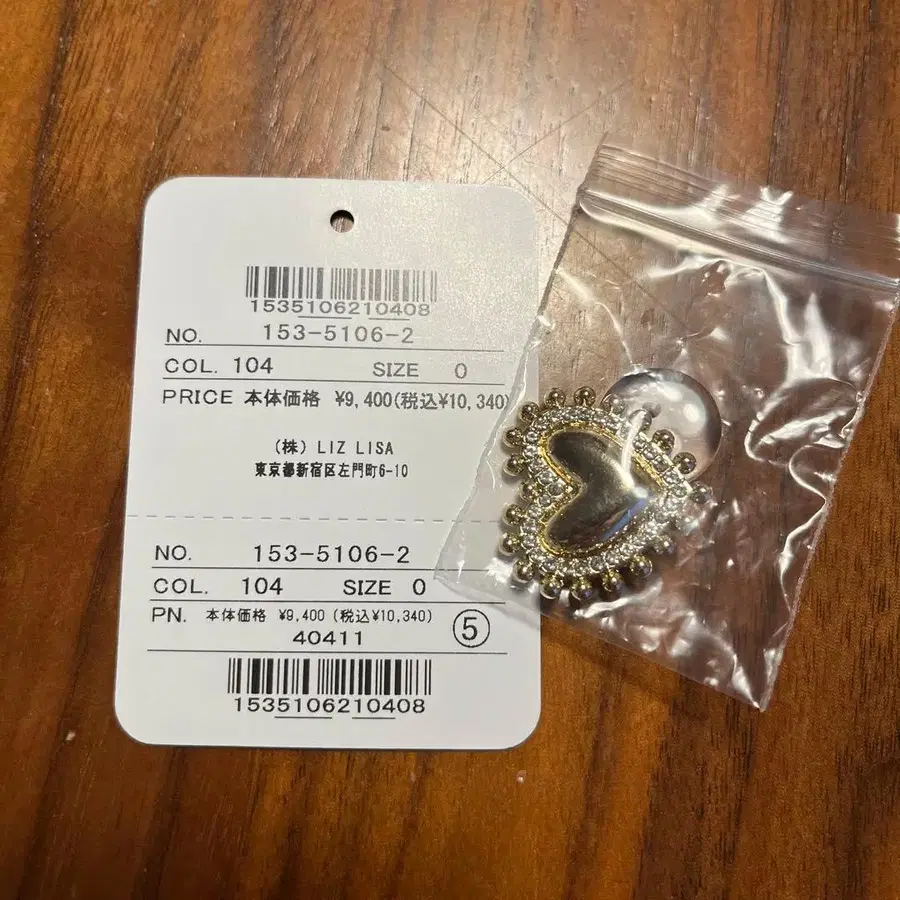 1535106210408
NO. 153-5106-2
COL. 104 SIZE 0
PRICE 本体価格 ¥9,400(税込¥10,340)
(株) LIZ LISA
東京都新宿区左門町6-10
NO. 153-5106-2
COL. 104 SIZE 0
PN. 本体価格 ¥9,400 (税込¥10,340)
40411 ⑤
1535106210408